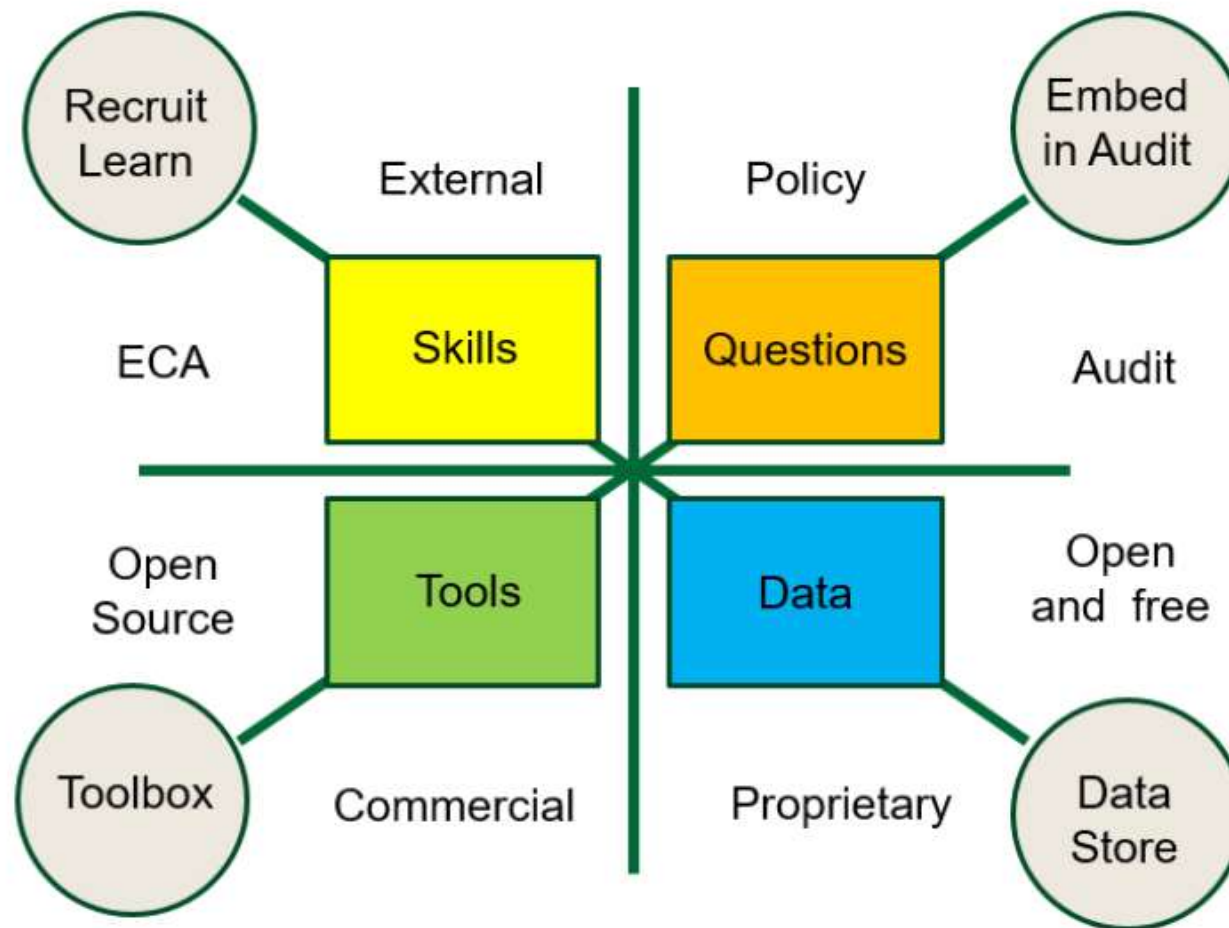 Recruit
Learn
External
Policy
Embed
in Audit
ECA
Skills
Questions
Audit
Open
Source
Tools
Data
Open
and free
Toolbox
Commercial
Proprietary
Data
Store